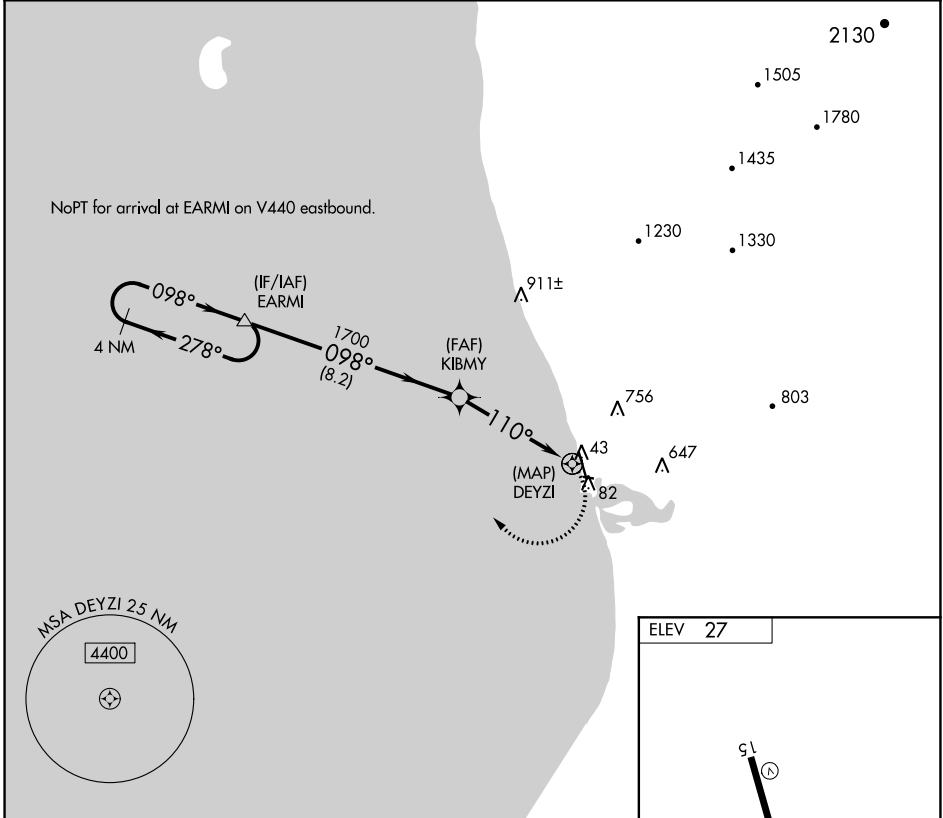 2130
1505
1780
1435
NoPT for arrival at EARMI on V440 eastbound.
1230
1330
911±
(IF/IAF)
EARMI
098°
4 NM
278°
1700
098°
(8.2)
(FAF)
KIBMY
110°
756
803
43
647
(MAP)
DEYZI
82
MSA DEYZI 25 NM
4400
ELEV 27
15
V